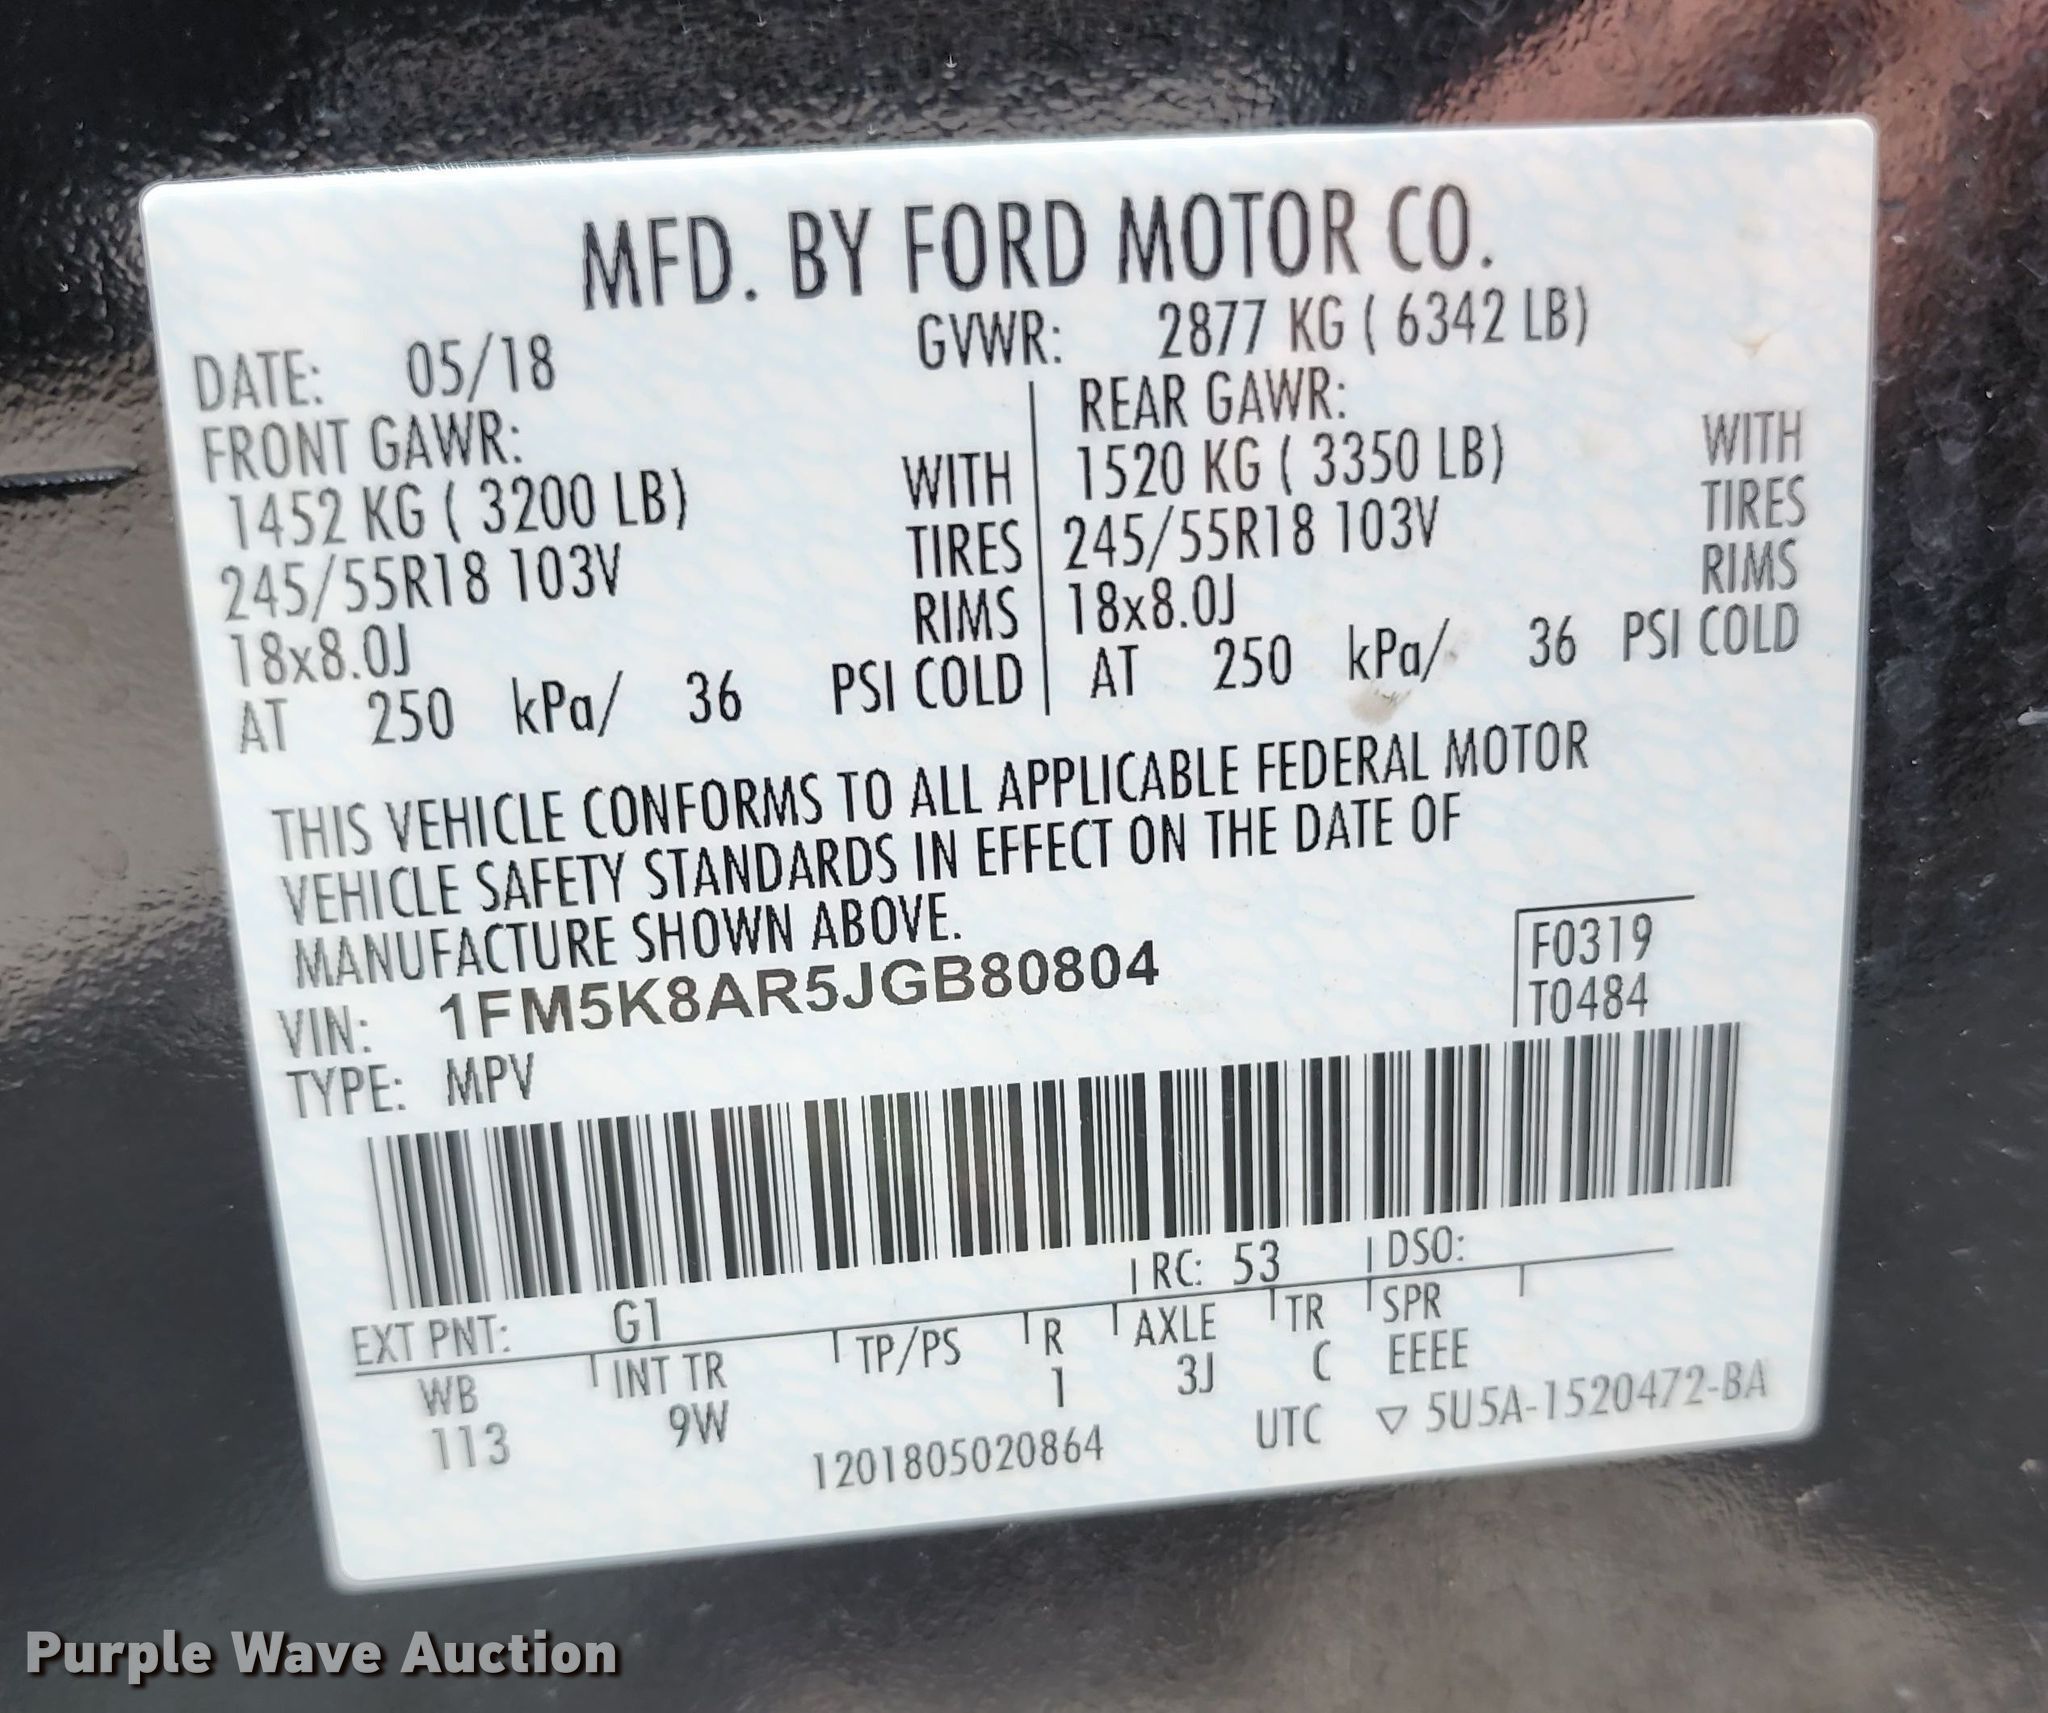 MFD. BY FORD MOTOR CO.
DATE: 05/18 GVWR: 2877 KG ( 6342 LB)
FRONT GAWR: REAR GAWR:
1452 KG ( 3200 LB) WITH 1520 KG ( 3350 LB) WITH
245/55R18 103V TIRES 245/55R18 103V TIRES
18x8.0J RIMS 18x8.0J RIMS
AT 250 kPa/ 36 PSI COLD AT 250 kPa/ 36 PSI COLD
THIS VEHICLE CONFORMS TO ALL APPLICABLE FEDERAL MOTOR
VEHICLE SAFETY STANDARDS IN EFFECT ON THE DATE OF
MANUFACTURE SHOWN ABOVE.
F0319
VIN: 1FM5K8AR5JGB80804
T0484
TYPE: MPV
RC: 53 DSO:
EXT PNT: G1
WB INT TR TP/PS R AXLE TR SPR
113 9W 1 3J C EEEE
1201805020864 UTC ▽ 5U5A-1520472-BA
Purple Wave Auction